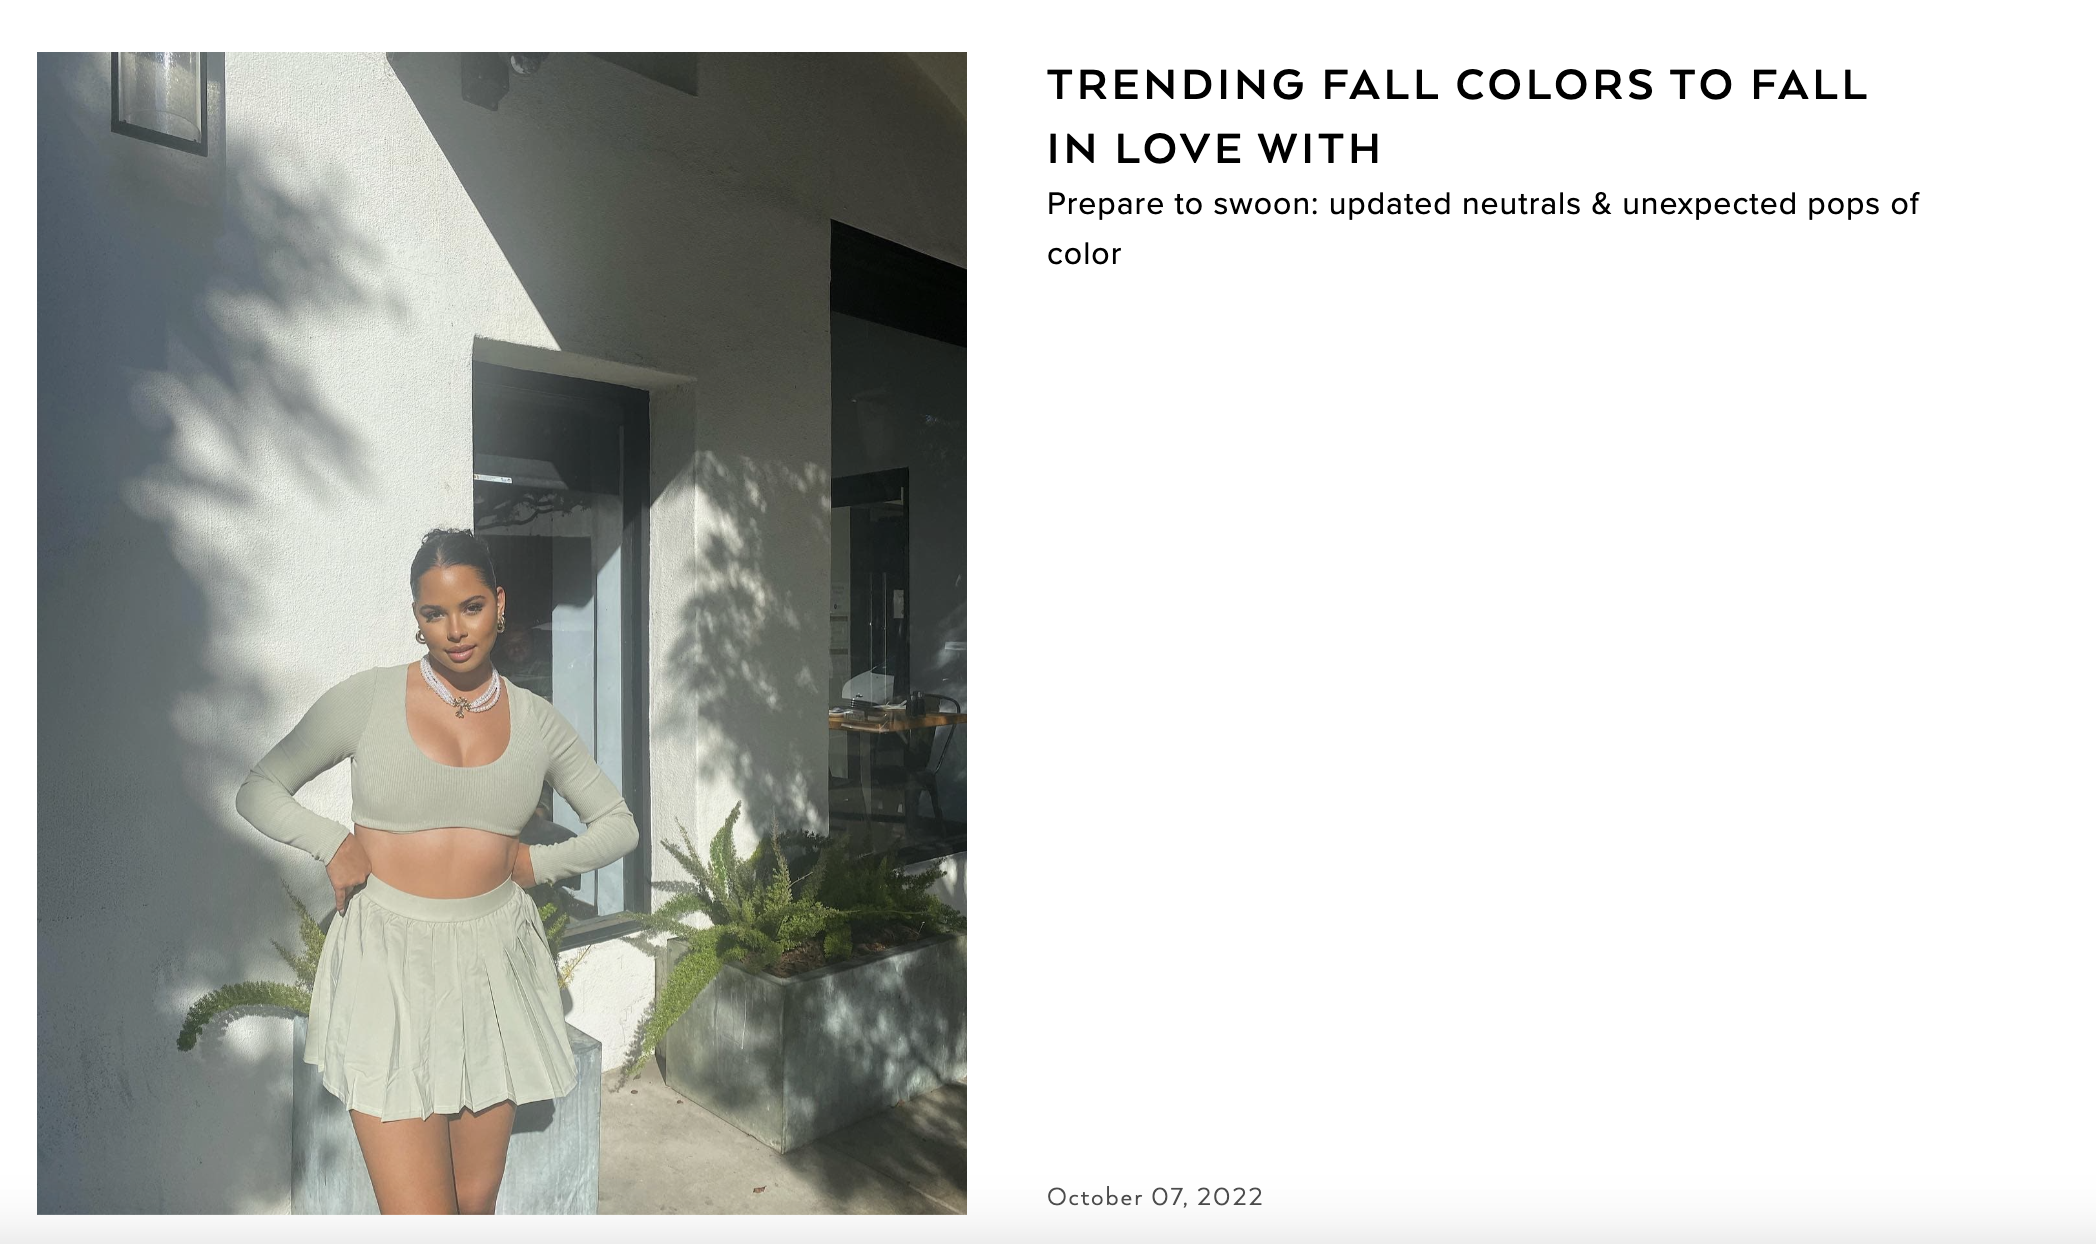 TRENDING FALL COLORS TO FALL
IN LOVE WITH
Prepare to swoon: updated neutrals & unexpected pops of
color
October 07, 2022